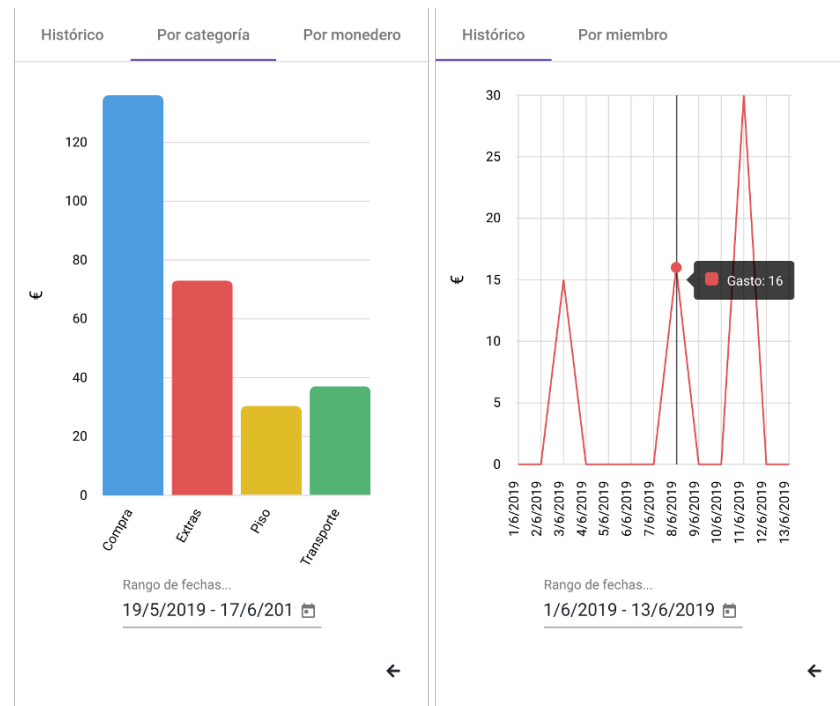 Histórico Por categoría Por monedero
120
100
80
60
40
20
0
€
Compra Extras Piso Transporte
Rango de fechas...
19/5/2019 - 17/6/201
Histórico Por miembro
30
25
20
15
10
5
0
€
Gasto: 16
1/6/2019 2/6/2019 3/6/2019 4/6/2019 5/6/2019 6/6/2019 7/6/2019 8/6/2019 9/6/2019 10/6/2019 11/6/2019 12/6/2019 13/6/2019
Rango de fechas...
1/6/2019 - 13/6/2019